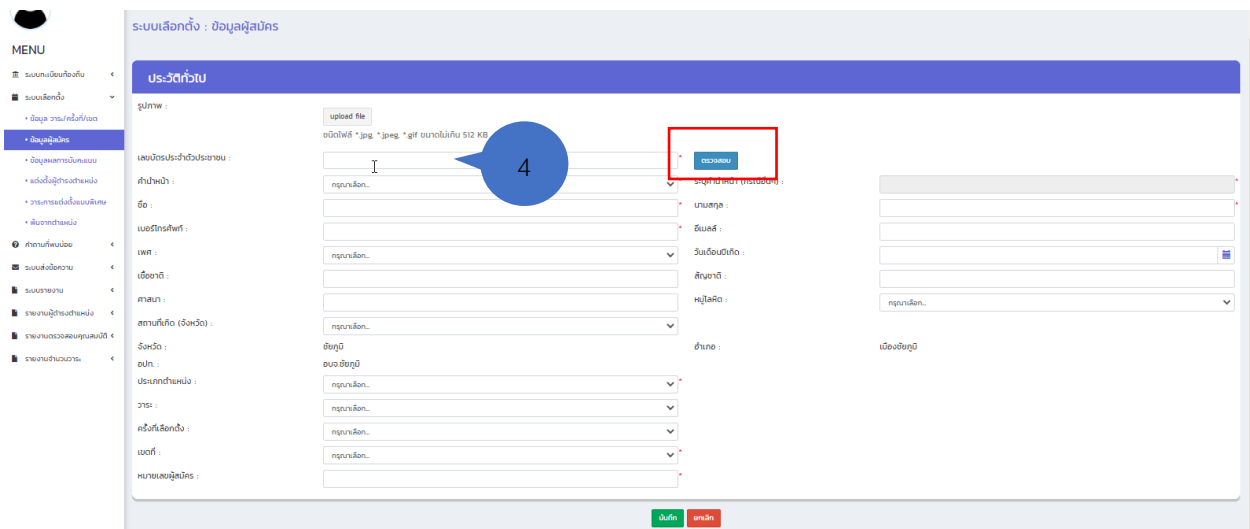 ระบบเลือกตั้ง : ข้อมูลผู้สมัคร
MENU
ระบบทะเบียนท้องถิ่น
ระบบเลือกตั้ง
• ข้อมูล วาระ/ครั้งที่/เขต
• ข้อมูลผู้สมัคร
• ข้อมูลผลการนับคะแนน
• แต่งตั้งผู้ดำรงตำแหน่ง
• วาระการแต่งตั้งแบบพิเศษ
• พ้นจากตำแหน่ง
คำถามที่พบบ่อย
ระบบส่งข้อความ
ระบบรายงาน
รายงานผู้ดำรงตำแหน่ง
รายงานตรวจสอบคุณสมบัติ
รายงานจำนวนวาระ
ประวัติทั่วไป
รูปภาพ :
upload file
ชนิดไฟล์ *.jpg, *.jpeg, *.gif ขนาดไม่เกิน 512 KB
เลขบัตรประจำตัวประชาชน : * ตรวจสอบ
4
คำนำหน้า : กรุณาเลือก.. * ระบุคำนำหน้า (กรณีอื่นๆ) : *
ชื่อ : * นามสกุล : *
เบอร์โทรศัพท์ : * อีเมลล์ :
เพศ : กรุณาเลือก.. วันเดือนปีเกิด :
เชื้อชาติ : สัญชาติ :
ศาสนา : หมู่โลหิต : กรุณาเลือก..
สถานที่เกิด (จังหวัด) : กรุณาเลือก..
จังหวัด : ชัยภูมิ อำเภอ : เมืองชัยภูมิ
อปท. : อบจ.ชัยภูมิ
ประเภทตำแหน่ง : กรุณาเลือก.. *
วาระ : กรุณาเลือก..
ครั้งที่เลือกตั้ง : กรุณาเลือก..
เขตที่ : กรุณาเลือก.. *
หมายเลขผู้สมัคร : *
บันทึก ยกเลิก